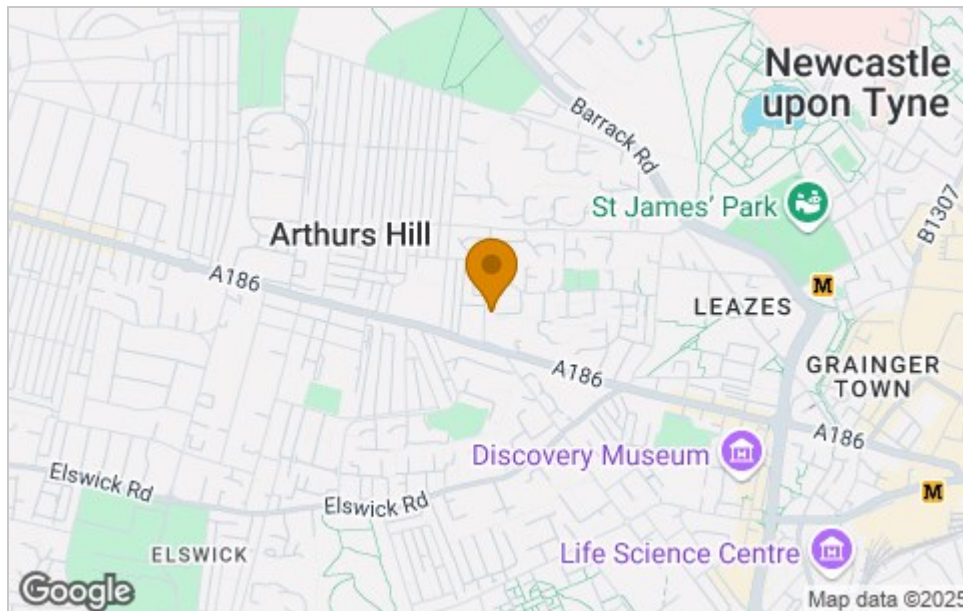 Newcastle
upon Tyne
Barrack Rd
St James' Park
B1307
Arthurs Hill
A186
M
LEAZES
A186
GRAINGER
TOWN
A186
Discovery Museum
Elswick Rd
Elswick Rd
M
ELSWICK
Life Science Centre
Google
Map data ©2025